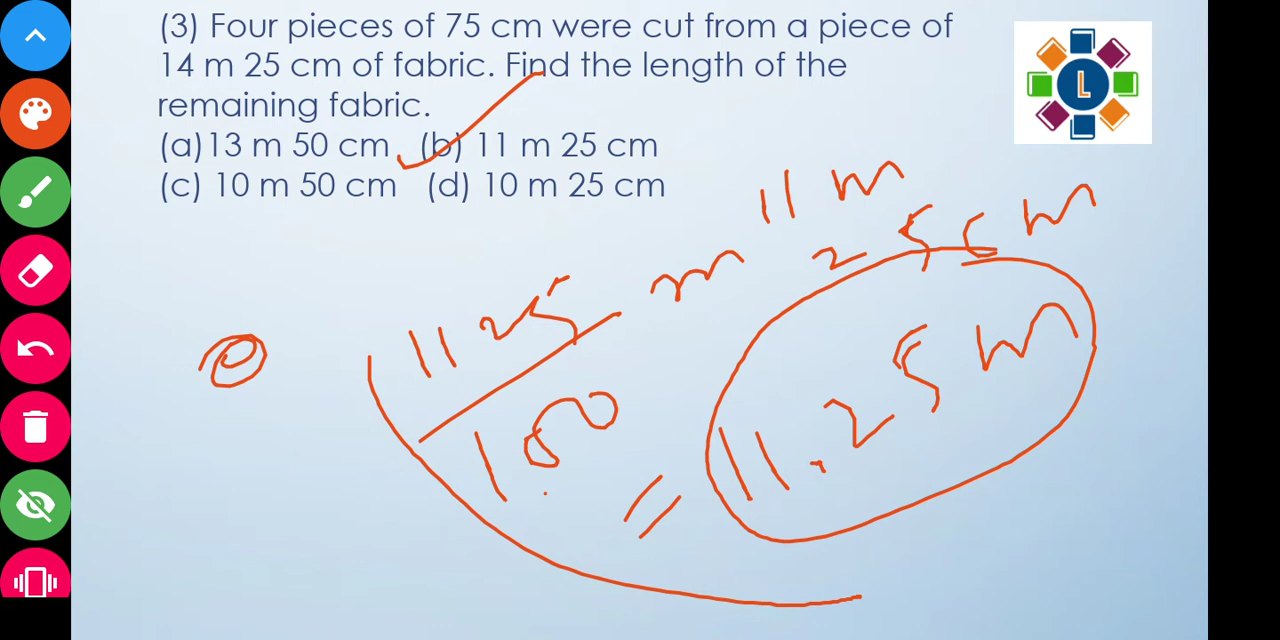 (3) Four pieces of 75 cm were cut from a piece of
14 m 25 cm of fabric. Find the length of the
remaining fabric.
(a)13 m 50 cm (b) 11 m 25 cm
(c) 10 m 50 cm (d) 10 m 25 cm
L
11 m
25 cm
1125 m
100
= 11.25 m